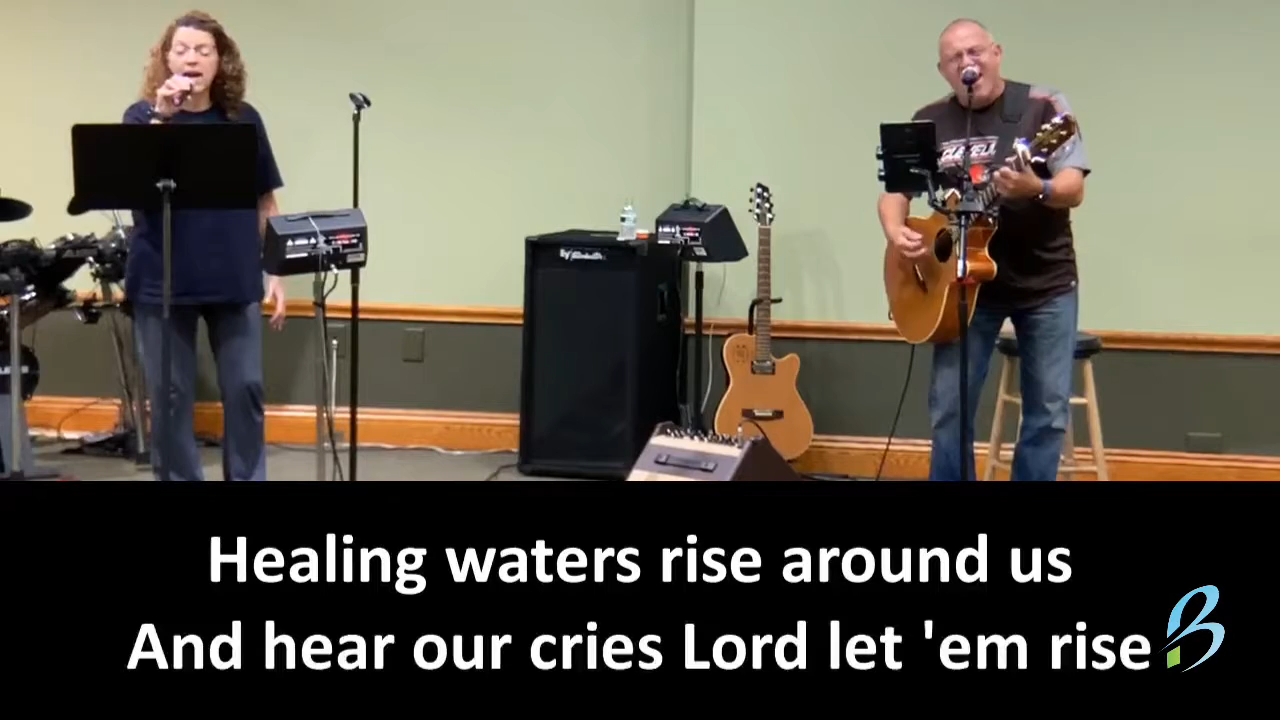 Healing waters rise around us
And hear our cries Lord let 'em rise